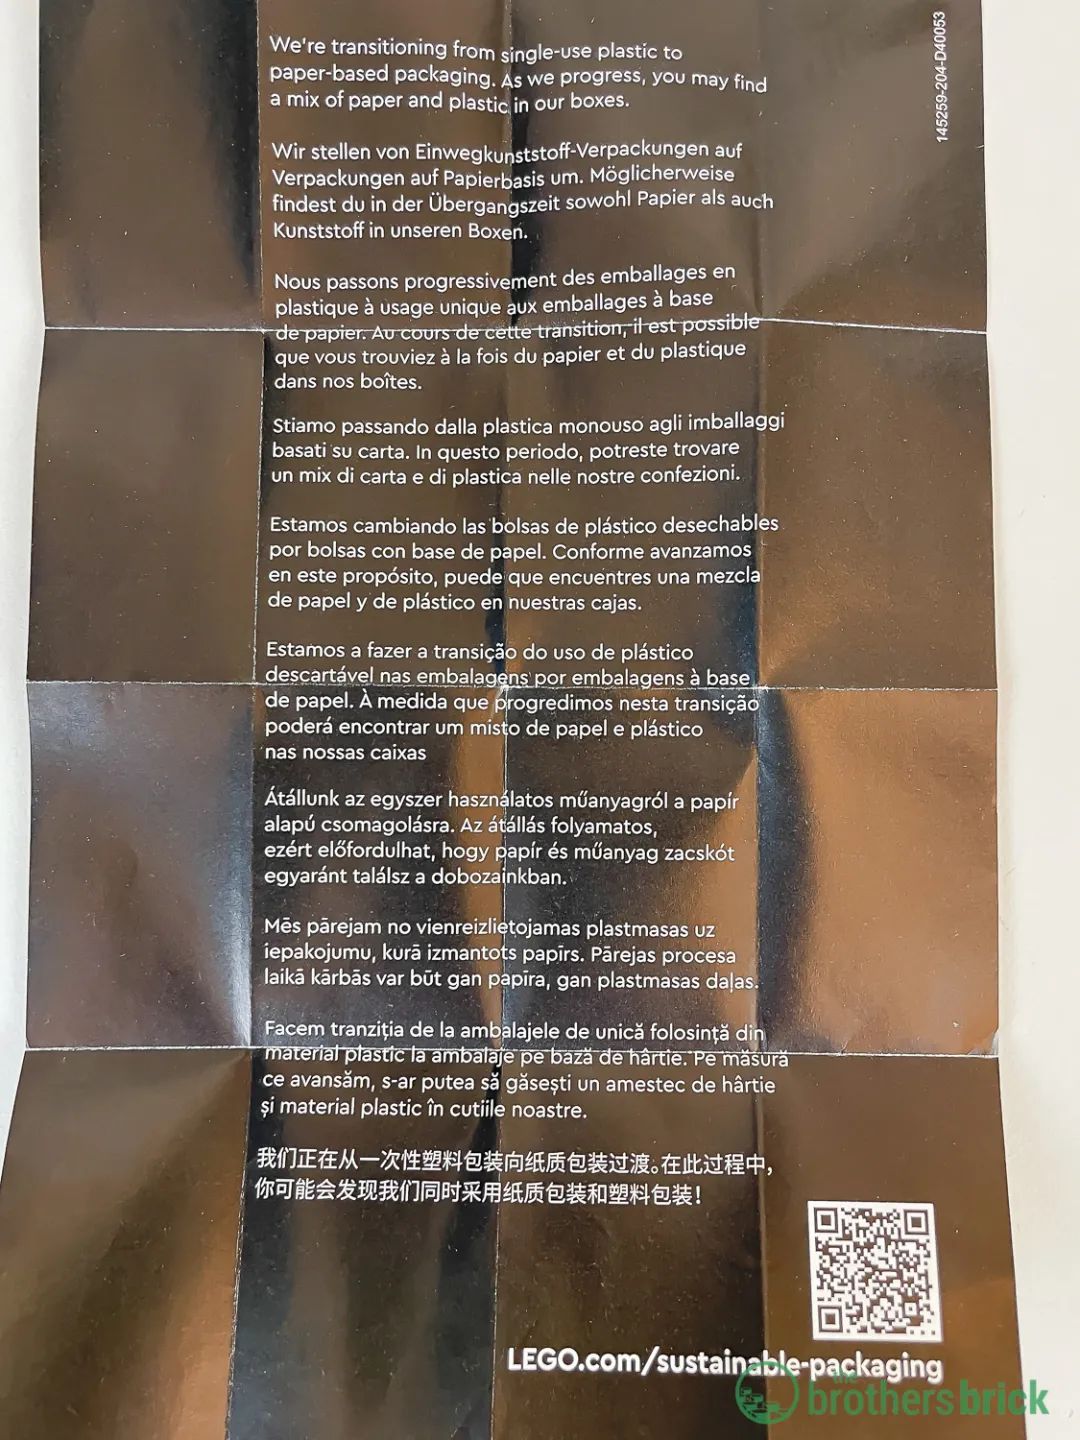 We're transitioning from single-use plastic to
paper-based packaging. As we progress, you may find
a mix of paper and plastic in our boxes.
145259-204-D40053
Wir stellen von Einwegkunststoff-Verpackungen auf
Verpackungen auf Papierbasis um. Möglicherweise
findest du in der Übergangszeit sowohl Papier als auch
Kunststoff in unseren Boxen.
Nous passons progressivement des emballages en
plastique à usage unique aux emballages à base
de papier. Au cours de cette transition, il est possible
que vous trouviez à la fois du papier et du plastique
dans nos boîtes.
Stiamo passando dalla plastica monouso agli imballaggi
basati su carta. In questo periodo, potreste trovare
un mix di carta e di plastica nelle nostre confezioni.
Estamos cambiando las bolsas de plástico desechables
por bolsas con base de papel. Conforme avanzamos
en este propósito, puede que encuentres una mezcla
de papel y de plástico en nuestras cajas.
Estamos a fazer a transição do uso de plástico
descartável nas embalagens por embalagens à base
de papel. À medida que progredimos nesta transição
poderá encontrar um misto de papel e plástico
nas nossas caixas
Átállunk az egyszer használatos műanyagról a papír
alapú csomagolásra. Az átállás folyamatos,
ezért előfordulhat, hogy papír és műanyag zacskót
egyaránt találsz a dobozainkban.
Mēs pārejam no vienreizlietojamas plastmasas uz
iepakojumu, kurā izmantots papīrs. Pārejas procesa
laikā kārbās var būt gan papīra, gan plastmasas daļas.
Facem tranziția de la ambalajele de unică folosință din
material plastic la ambalaje pe bază de hârtie. Pe măsură
ce avansăm, s-ar putea să găsești un amestec de hârtie
și material plastic în cutiile noastre.
我们正在从一次性塑料包装向纸质包装过渡。在此过程中，
你可能会发现我们同时采用纸质包装和塑料包装！
LEGO.com/sustainable-packaging
the
brothersbrick